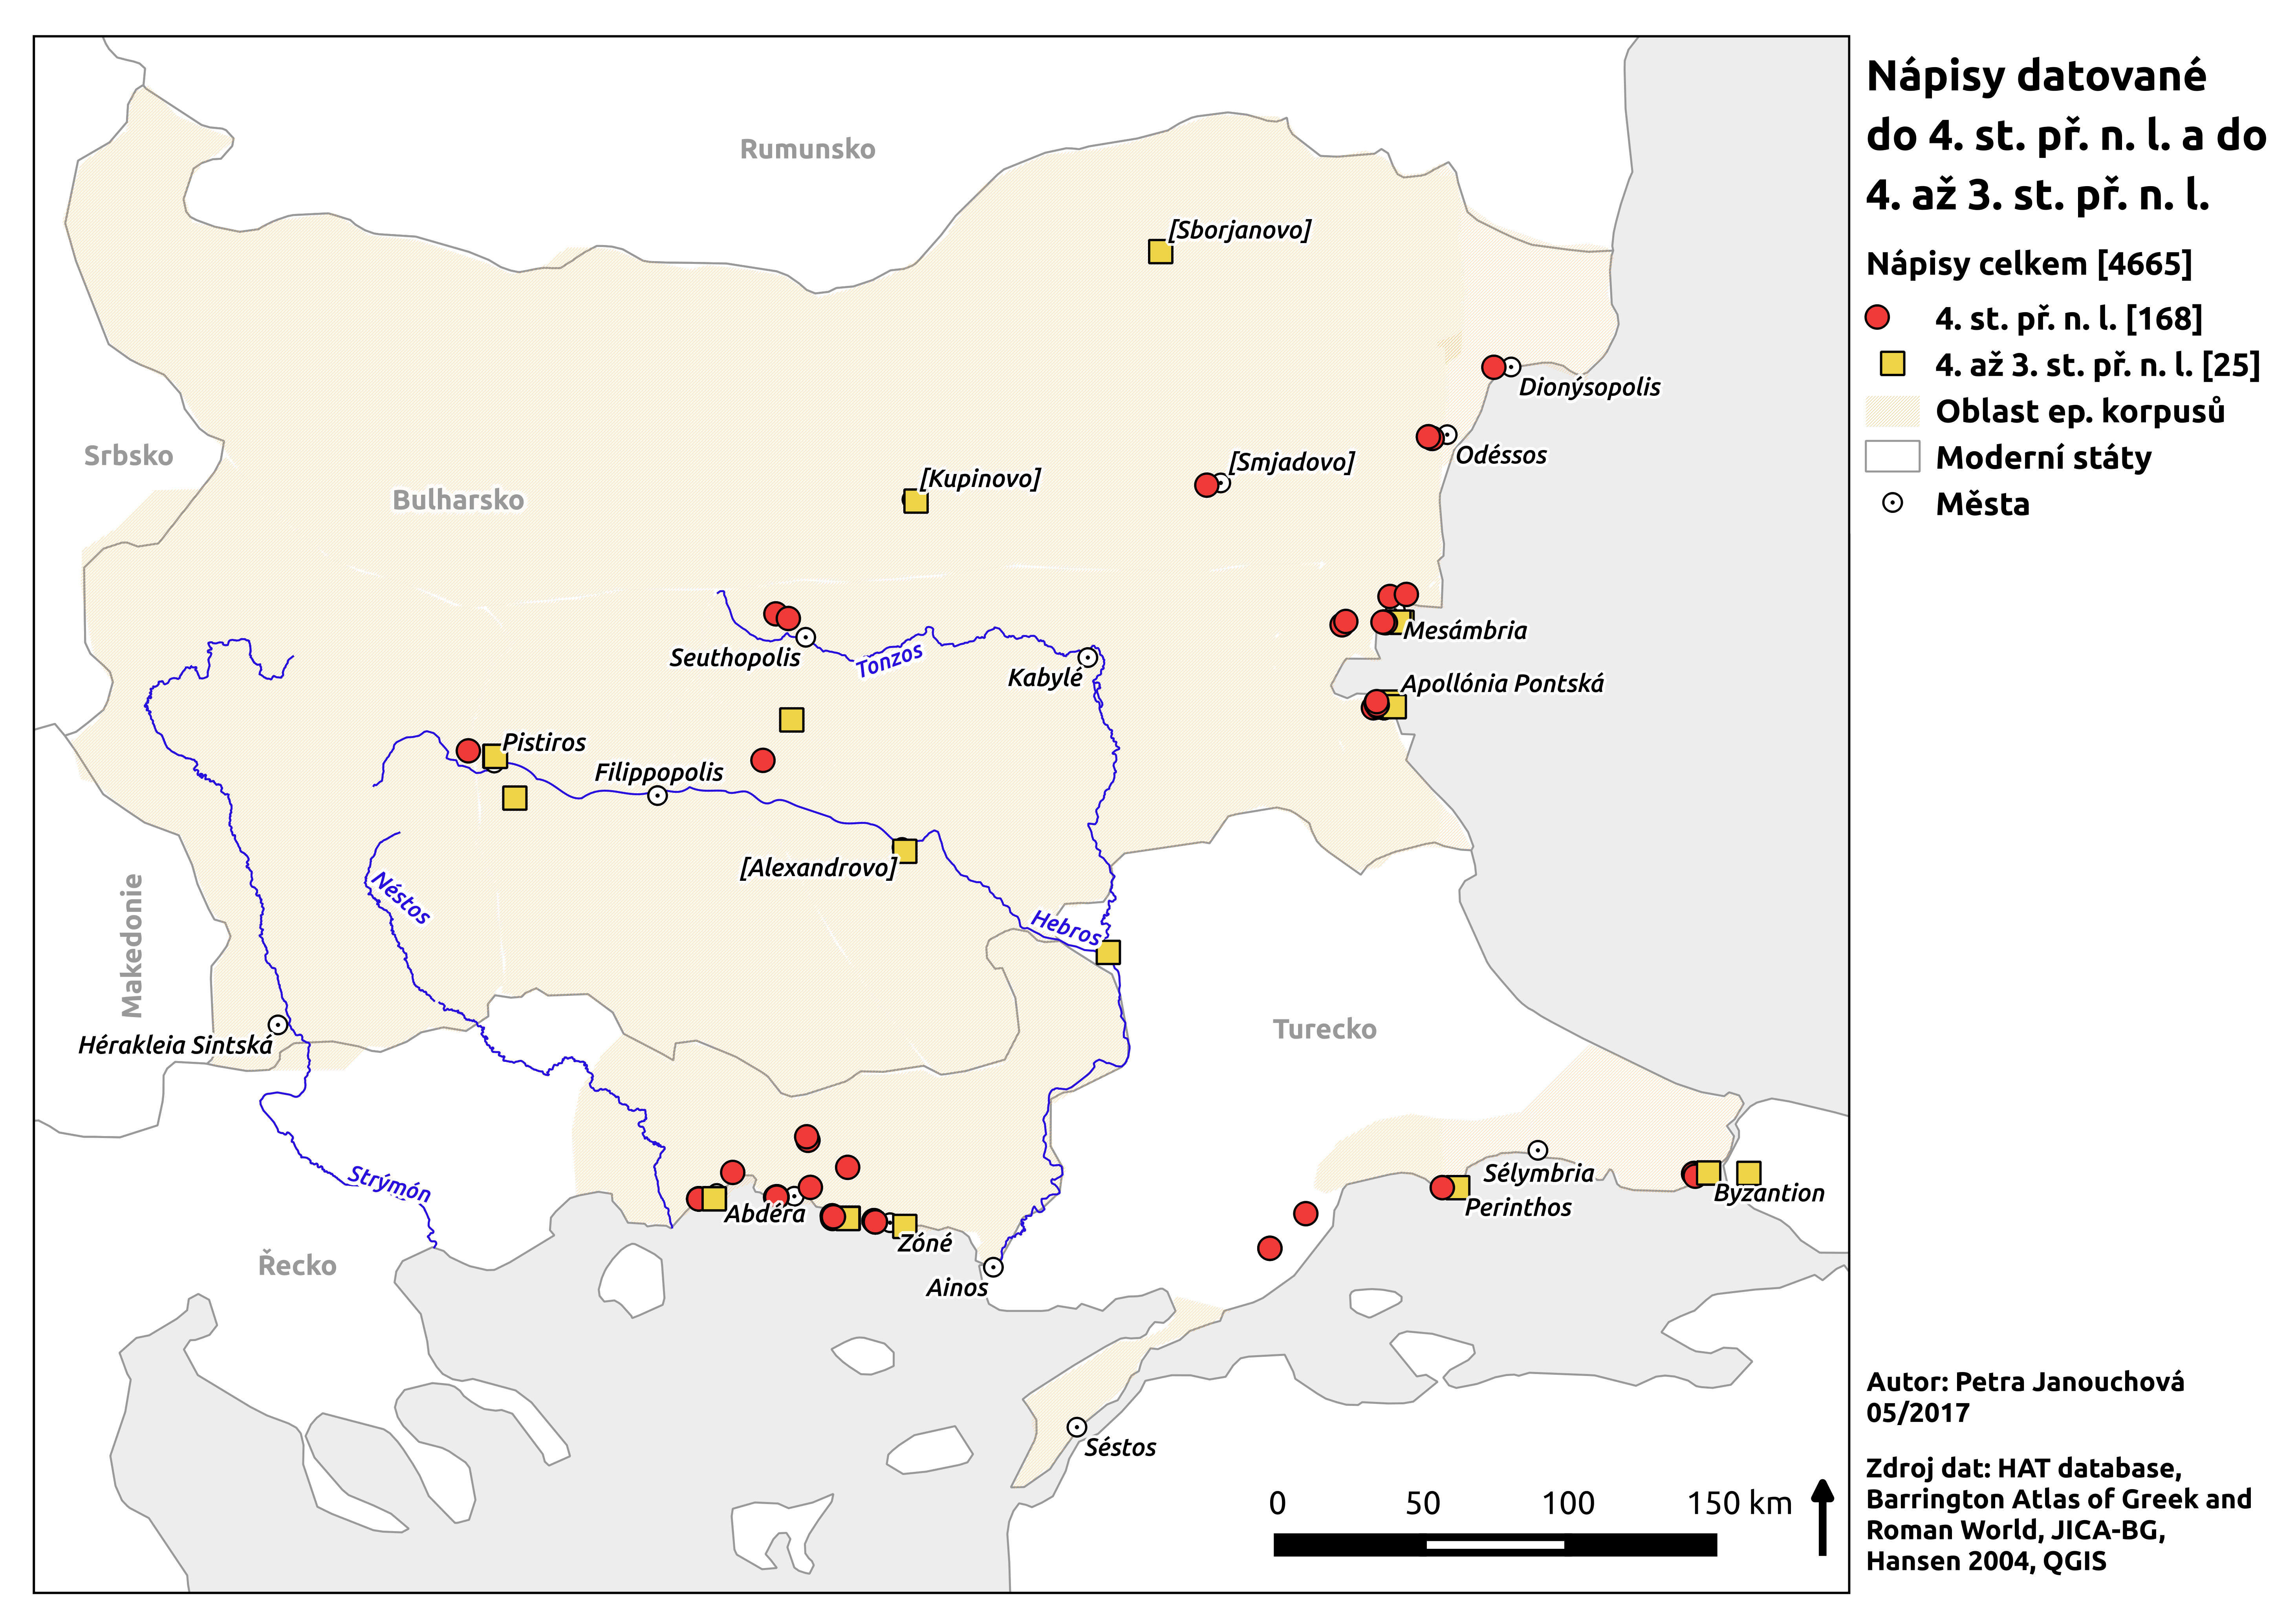 Nápisy datované
do 4. st. př. n. l. a do
4. až 3. st. př. n. l.
Nápisy celkem [4665]
4. st. př. n. l. [168]
4. až 3. st. př. n. l. [25]
Oblast ep. korpusů
Moderní státy
Města
Rumunsko
[Sborjanovo]
Dionýsopolis
Srbsko
Odéssos
[Smjadovo]
[Kupinovo]
Bulharsko
Mesámbria
Seuthopolis
Tonzos
Kabylé
Apollónia Pontská
Pistiros
Filippopolis
[Alexandrovo]
Néstos
Makedonie
Hebros
Turecko
Hérakleia Sintská
Strýmón
Sélymbria
Byzantion
Perinthos
Abdéra
Zóné
Řecko
Ainos
Séstos
0 50 100 150 km
Autor: Petra Janouchová
05/2017
Zdroj dat: HAT database,
Barrington Atlas of Greek and
Roman World, JICA-BG,
Hansen 2004, QGIS